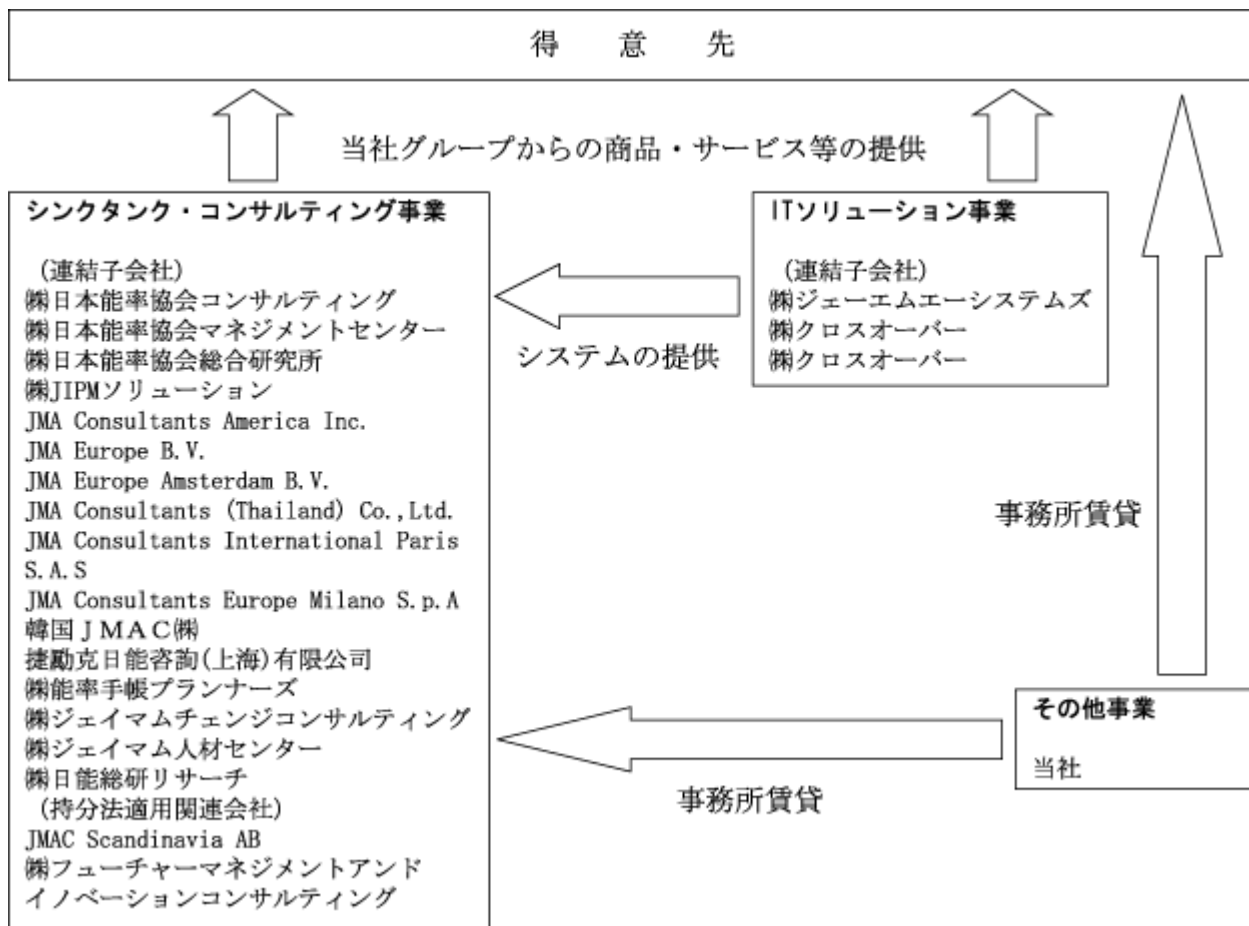 得　意　先
当社グループからの商品・サービス等の提供
シンクタンク・コンサルティング事業
（連結子会社）
㈱日本能率協会コンサルティング
㈱日本能率協会マネジメントセンター
㈱日本能率協会総合研究所
㈱JIPMソリューション
JMA Consultants America Inc.
JMA Europe B.V.
JMA Europe Amsterdam B.V.
JMA Consultants (Thailand) Co.,Ltd.
JMA Consultants International Paris
S.A.S
JMA Consultants Europe Milano S.p.A
韓国ＪＭＡＣ㈱
捷勵克日能咨詢(上海)有限公司
㈱能率手帳プランナーズ
㈱ジェイマムチェンジコンサルティング
㈱ジェイマム人材センター
㈱日能総研リサーチ
（持分法適用関連会社）
JMAC Scandinavia AB
㈱フューチャーマネジメントアンド
イノベーションコンサルティング
システムの提供
ITソリューション事業
（連結子会社）
㈱ジェーエムエーシステムズ
㈱クロスオーバー
㈱クロスオーバー
事務所賃貸
その他事業
当社
事務所賃貸